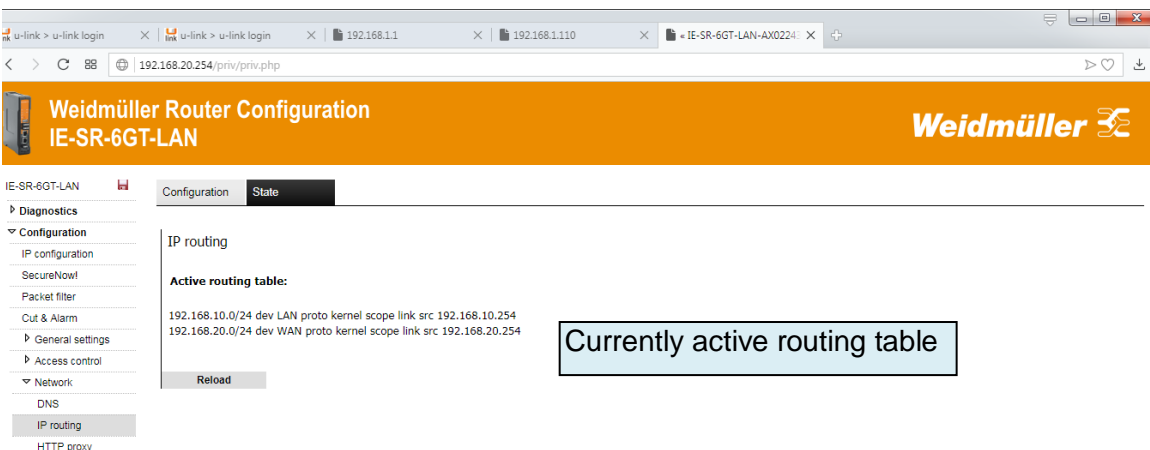 u-link > u-link login
u-link > u-link login
192.168.1.1
192.168.1.110
« IE-SR-6GT-LAN-AX0224
192.168.20.254/priv/priv.php
Weidmüller Router Configuration
IE-SR-6GT-LAN
Weidmüller
IE-SR-6GT-LAN
Diagnostics
Configuration
IP configuration
SecureNow!
Packet filter
Cut & Alarm
General settings
Access control
Network
DNS
IP routing
HTTP proxy
Configuration
State
IP routing
Active routing table:
192.168.10.0/24 dev LAN proto kernel scope link src 192.168.10.254
192.168.20.0/24 dev WAN proto kernel scope link src 192.168.20.254
Reload
Currently active routing table